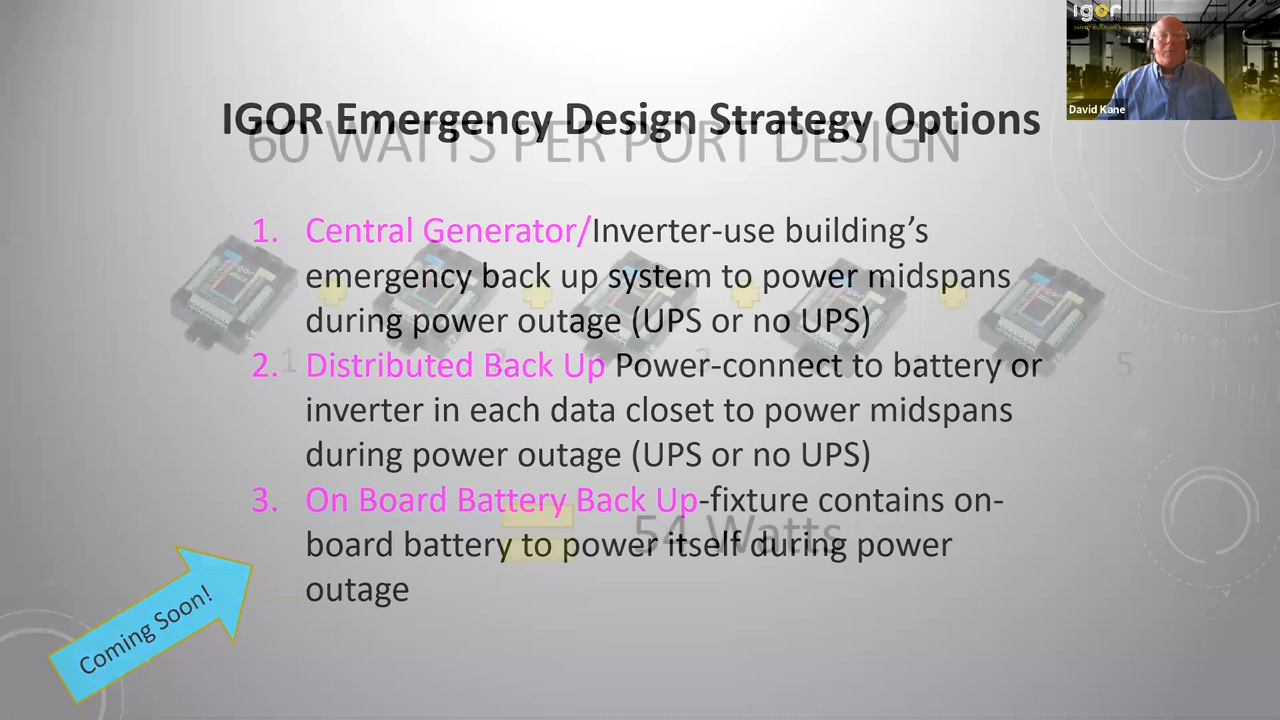 igor
David Kane
IGOR Emergency Design Strategy Options
60 WATTS PER PORT DESIGN
1. Central Generator/Inverter-use building’s
emergency back up system to power midspans
during power outage (UPS or no UPS)
2. Distributed Back Up Power-connect to battery or
inverter in each data closet to power midspans
during power outage (UPS or no UPS)
3. On Board Battery Back Up-fixture contains on-
board battery to power itself during power
outage
1 2 3 5
54 Watts
Coming Soon!